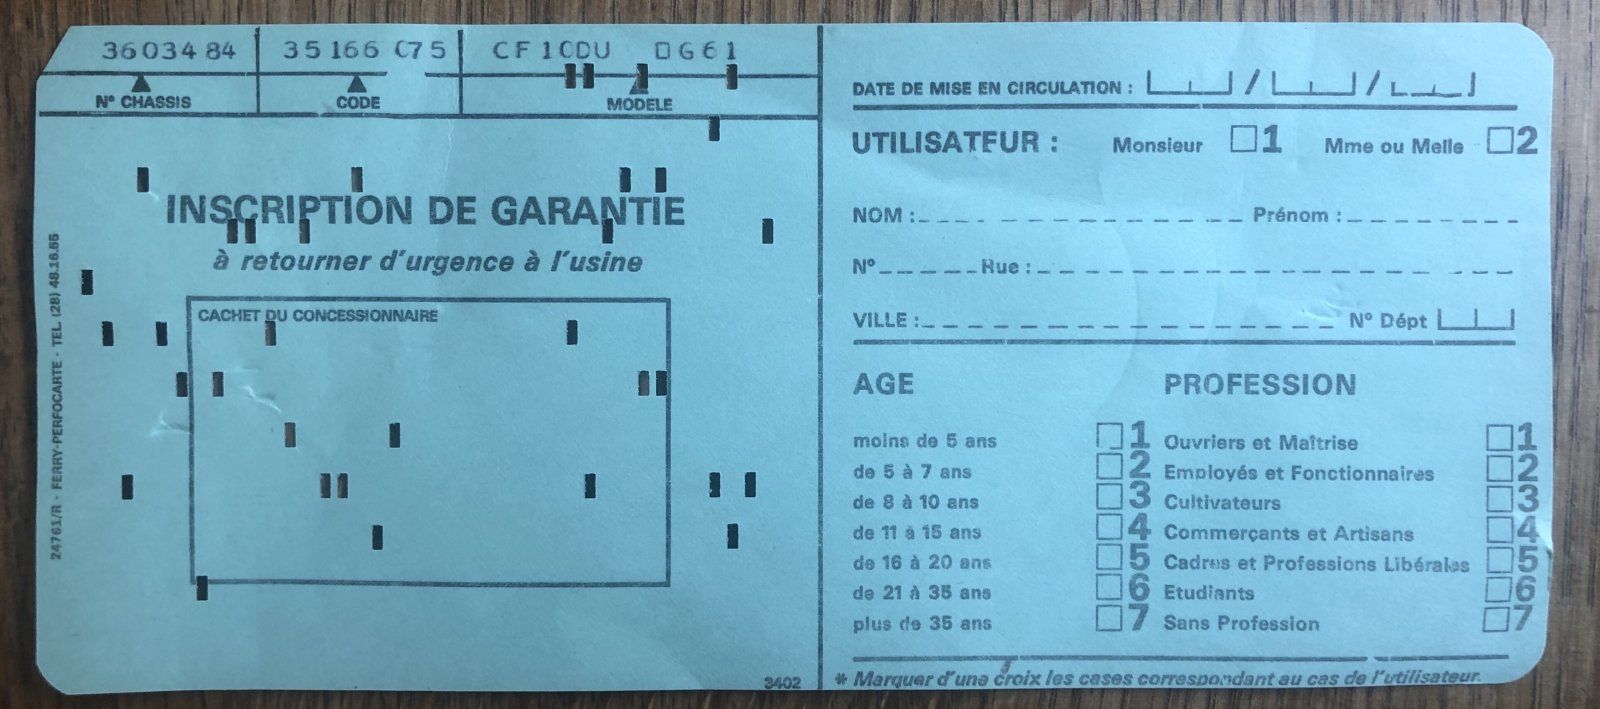 3603484 35166 C75 CF10DU DG61
N° CHASSIS CODE MODELE
INSCRIPTION DE GARANTIE
à retourner d'urgence à l'usine
CACHET DU CONCESSIONNAIRE
24761/R - FERRY-PERFOCARTE - TEL. (28) 48.16.65
3402
DATE DE MISE EN CIRCULATION : / /
UTILISATEUR : Monsieur 1 Mme ou Melle 2
NOM : Prénom :
N° Rue :
VILLE : N° Dépt
AGE PROFESSION
moins de 5 ans 1 Ouvriers et Maîtrise 1
de 5 à 7 ans 2 Employés et Fonctionnaires 2
de 8 à 10 ans 3 Cultivateurs 3
de 11 à 15 ans 4 Commerçants et Artisans 4
de 16 à 20 ans 5 Cadres et Professions Libérales 5
de 21 à 35 ans 6 Etudiants 6
plus de 35 ans 7 Sans Profession 7
* Marquer d'une croix les cases correspondant au cas de l'utilisateur.